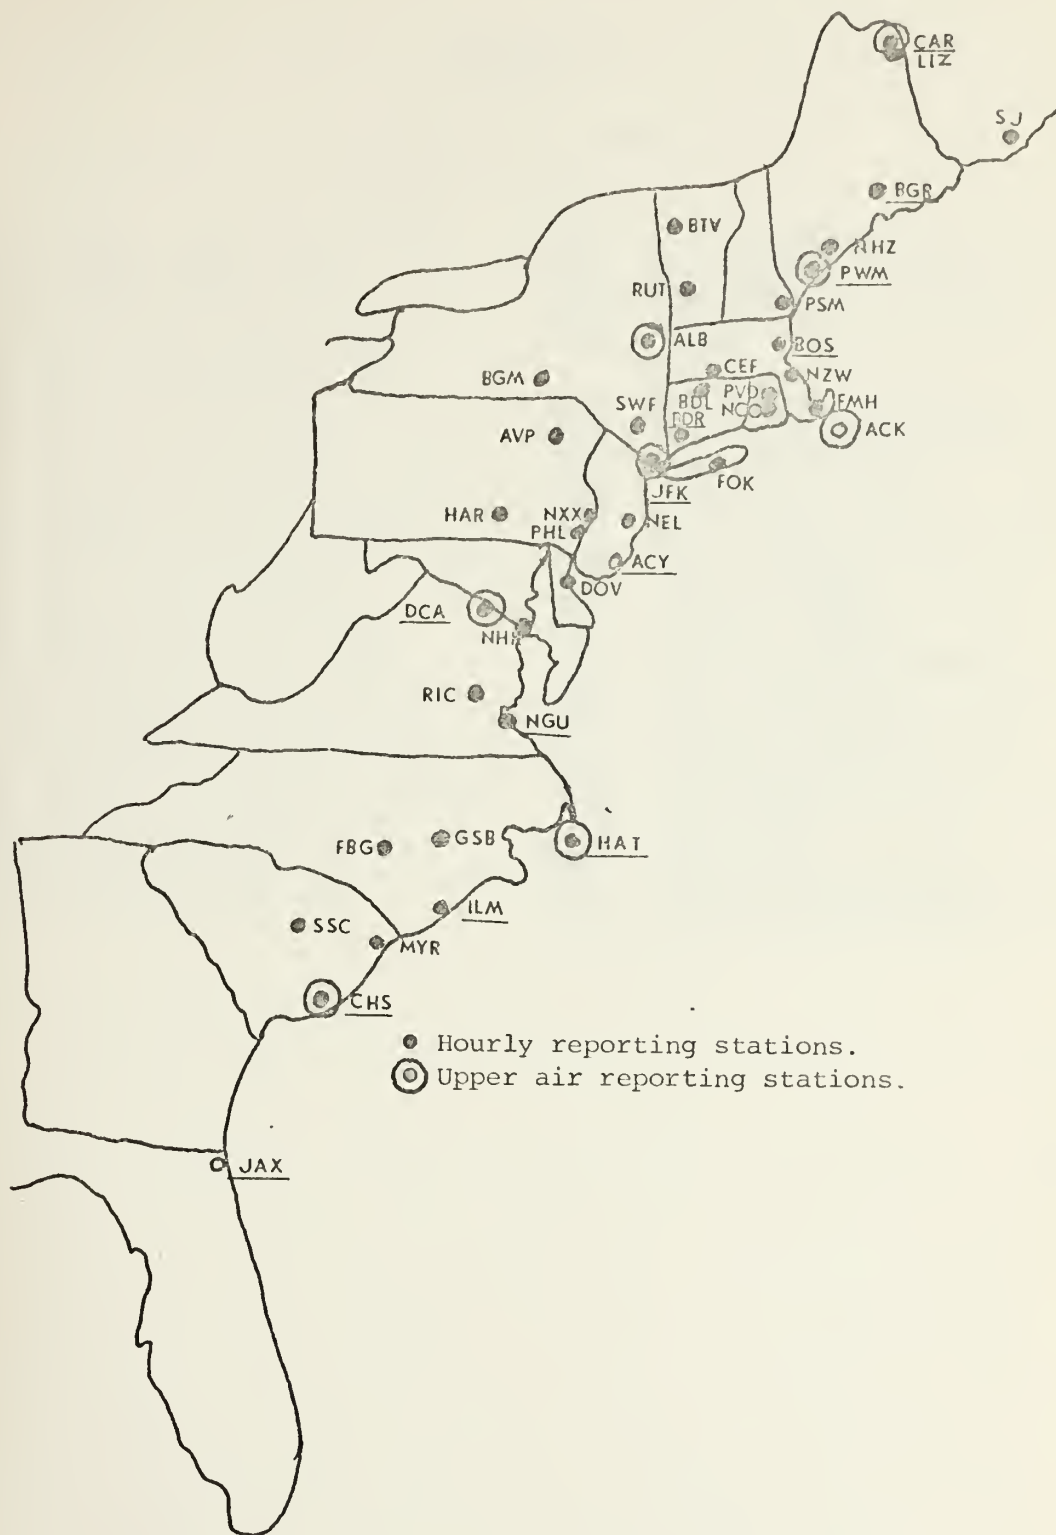 CAR
LIZ
SJ
BGR
BTV
NHZ
PWM
RUT
PSM
ALB
BOS
CEF
NZW
BGM
PVD
BDL
NCO
EMH
SWF
BDR
ACK
AVP
JFK
FOK
HAR
NXX
NEL
PHL
ACY
DOV
DCA
RIC
NGU
FBG
GSB
HAT
ILM
SSC
MYR
CHS
Hourly reporting stations.
Upper air reporting stations.
JAX